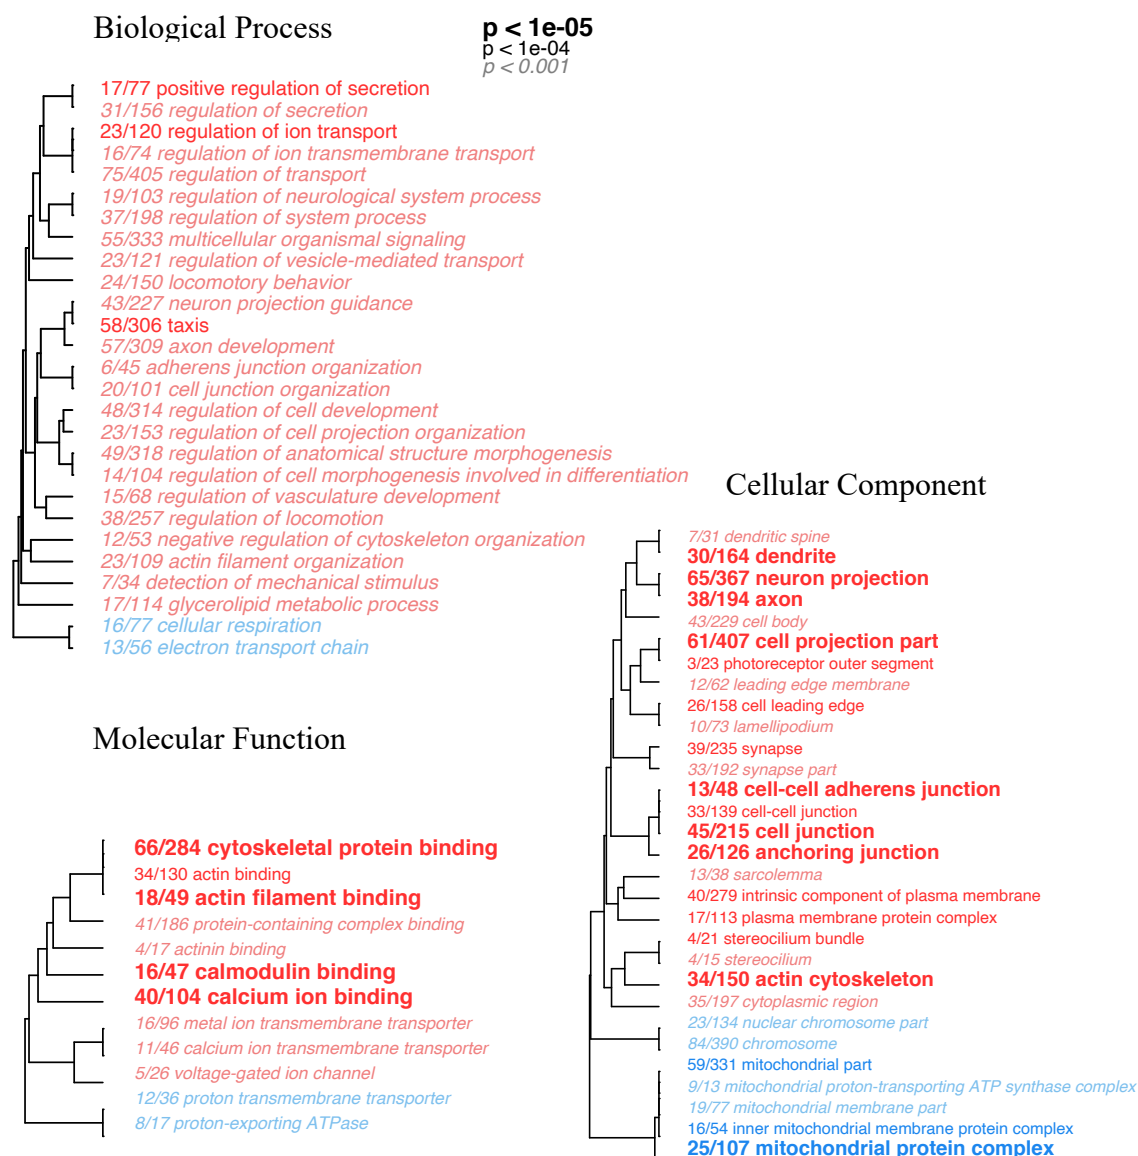 Biological Process
p < 1e-05
p < 1e-04
p < 0.001
17/77 positive regulation of secretion
31/156 regulation of secretion
23/120 regulation of ion transport
16/74 regulation of ion transmembrane transport
75/405 regulation of transport
19/103 regulation of neurological system process
37/198 regulation of system process
55/333 multicellular organismal signaling
23/121 regulation of vesicle-mediated transport
24/150 locomotory behavior
43/227 neuron projection guidance
58/306 taxis
57/309 axon development
6/45 adherens junction organization
20/101 cell junction organization
48/314 regulation of cell development
23/153 regulation of cell projection organization
49/318 regulation of anatomical structure morphogenesis
14/104 regulation of cell morphogenesis involved in differentiation
15/68 regulation of vasculature development
38/257 regulation of locomotion
12/53 negative regulation of cytoskeleton organization
23/109 actin filament organization
7/34 detection of mechanical stimulus
17/114 glycerolipid metabolic process
16/77 cellular respiration
13/56 electron transport chain
Molecular Function
66/284 cytoskeletal protein binding
34/130 actin binding
18/49 actin filament binding
41/186 protein-containing complex binding
4/17 actinin binding
16/47 calmodulin binding
40/104 calcium ion binding
16/96 metal ion transmembrane transporter
11/46 calcium ion transmembrane transporter
5/26 voltage-gated ion channel
12/36 proton transmembrane transporter
8/17 proton-exporting ATPase
Cellular Component
7/31 dendritic spine
30/164 dendrite
65/367 neuron projection
38/194 axon
43/229 cell body
61/407 cell projection part
3/23 photoreceptor outer segment
12/62 leading edge membrane
26/158 cell leading edge
10/73 lamellipodium
39/235 synapse
33/192 synapse part
13/48 cell-cell adherens junction
33/139 cell-cell junction
45/215 cell junction
26/126 anchoring junction
13/38 sarcolemma
40/279 intrinsic component of plasma membrane
17/113 plasma membrane protein complex
4/21 stereocilium bundle
4/15 stereocilium
34/150 actin cytoskeleton
35/197 cytoplasmic region
23/134 nuclear chromosome part
84/390 chromosome
59/331 mitochondrial part
9/13 mitochondrial proton-transporting ATP synthase complex
19/77 mitochondrial membrane part
16/54 inner mitochondrial membrane protein complex
25/107 mitochondrial protein complex